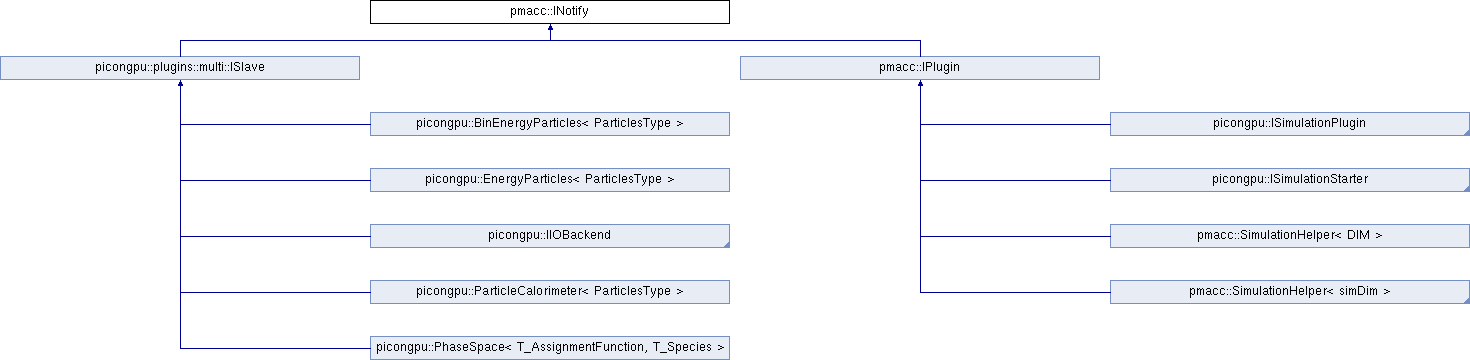 pmacc::INotify
picongpu::plugins::multi::ISlave
pmacc::IPlugin
picongpu::BinEnergyParticles< ParticlesType >
picongpu::ISimulationPlugin
picongpu::EnergyParticles< ParticlesType >
picongpu::ISimulationStarter
picongpu::IIOBackend
pmacc::SimulationHelper< DIM >
picongpu::ParticleCalorimeter< ParticlesType >
pmacc::SimulationHelper< simDim >
picongpu::PhaseSpace< T_AssignmentFunction, T_Species >